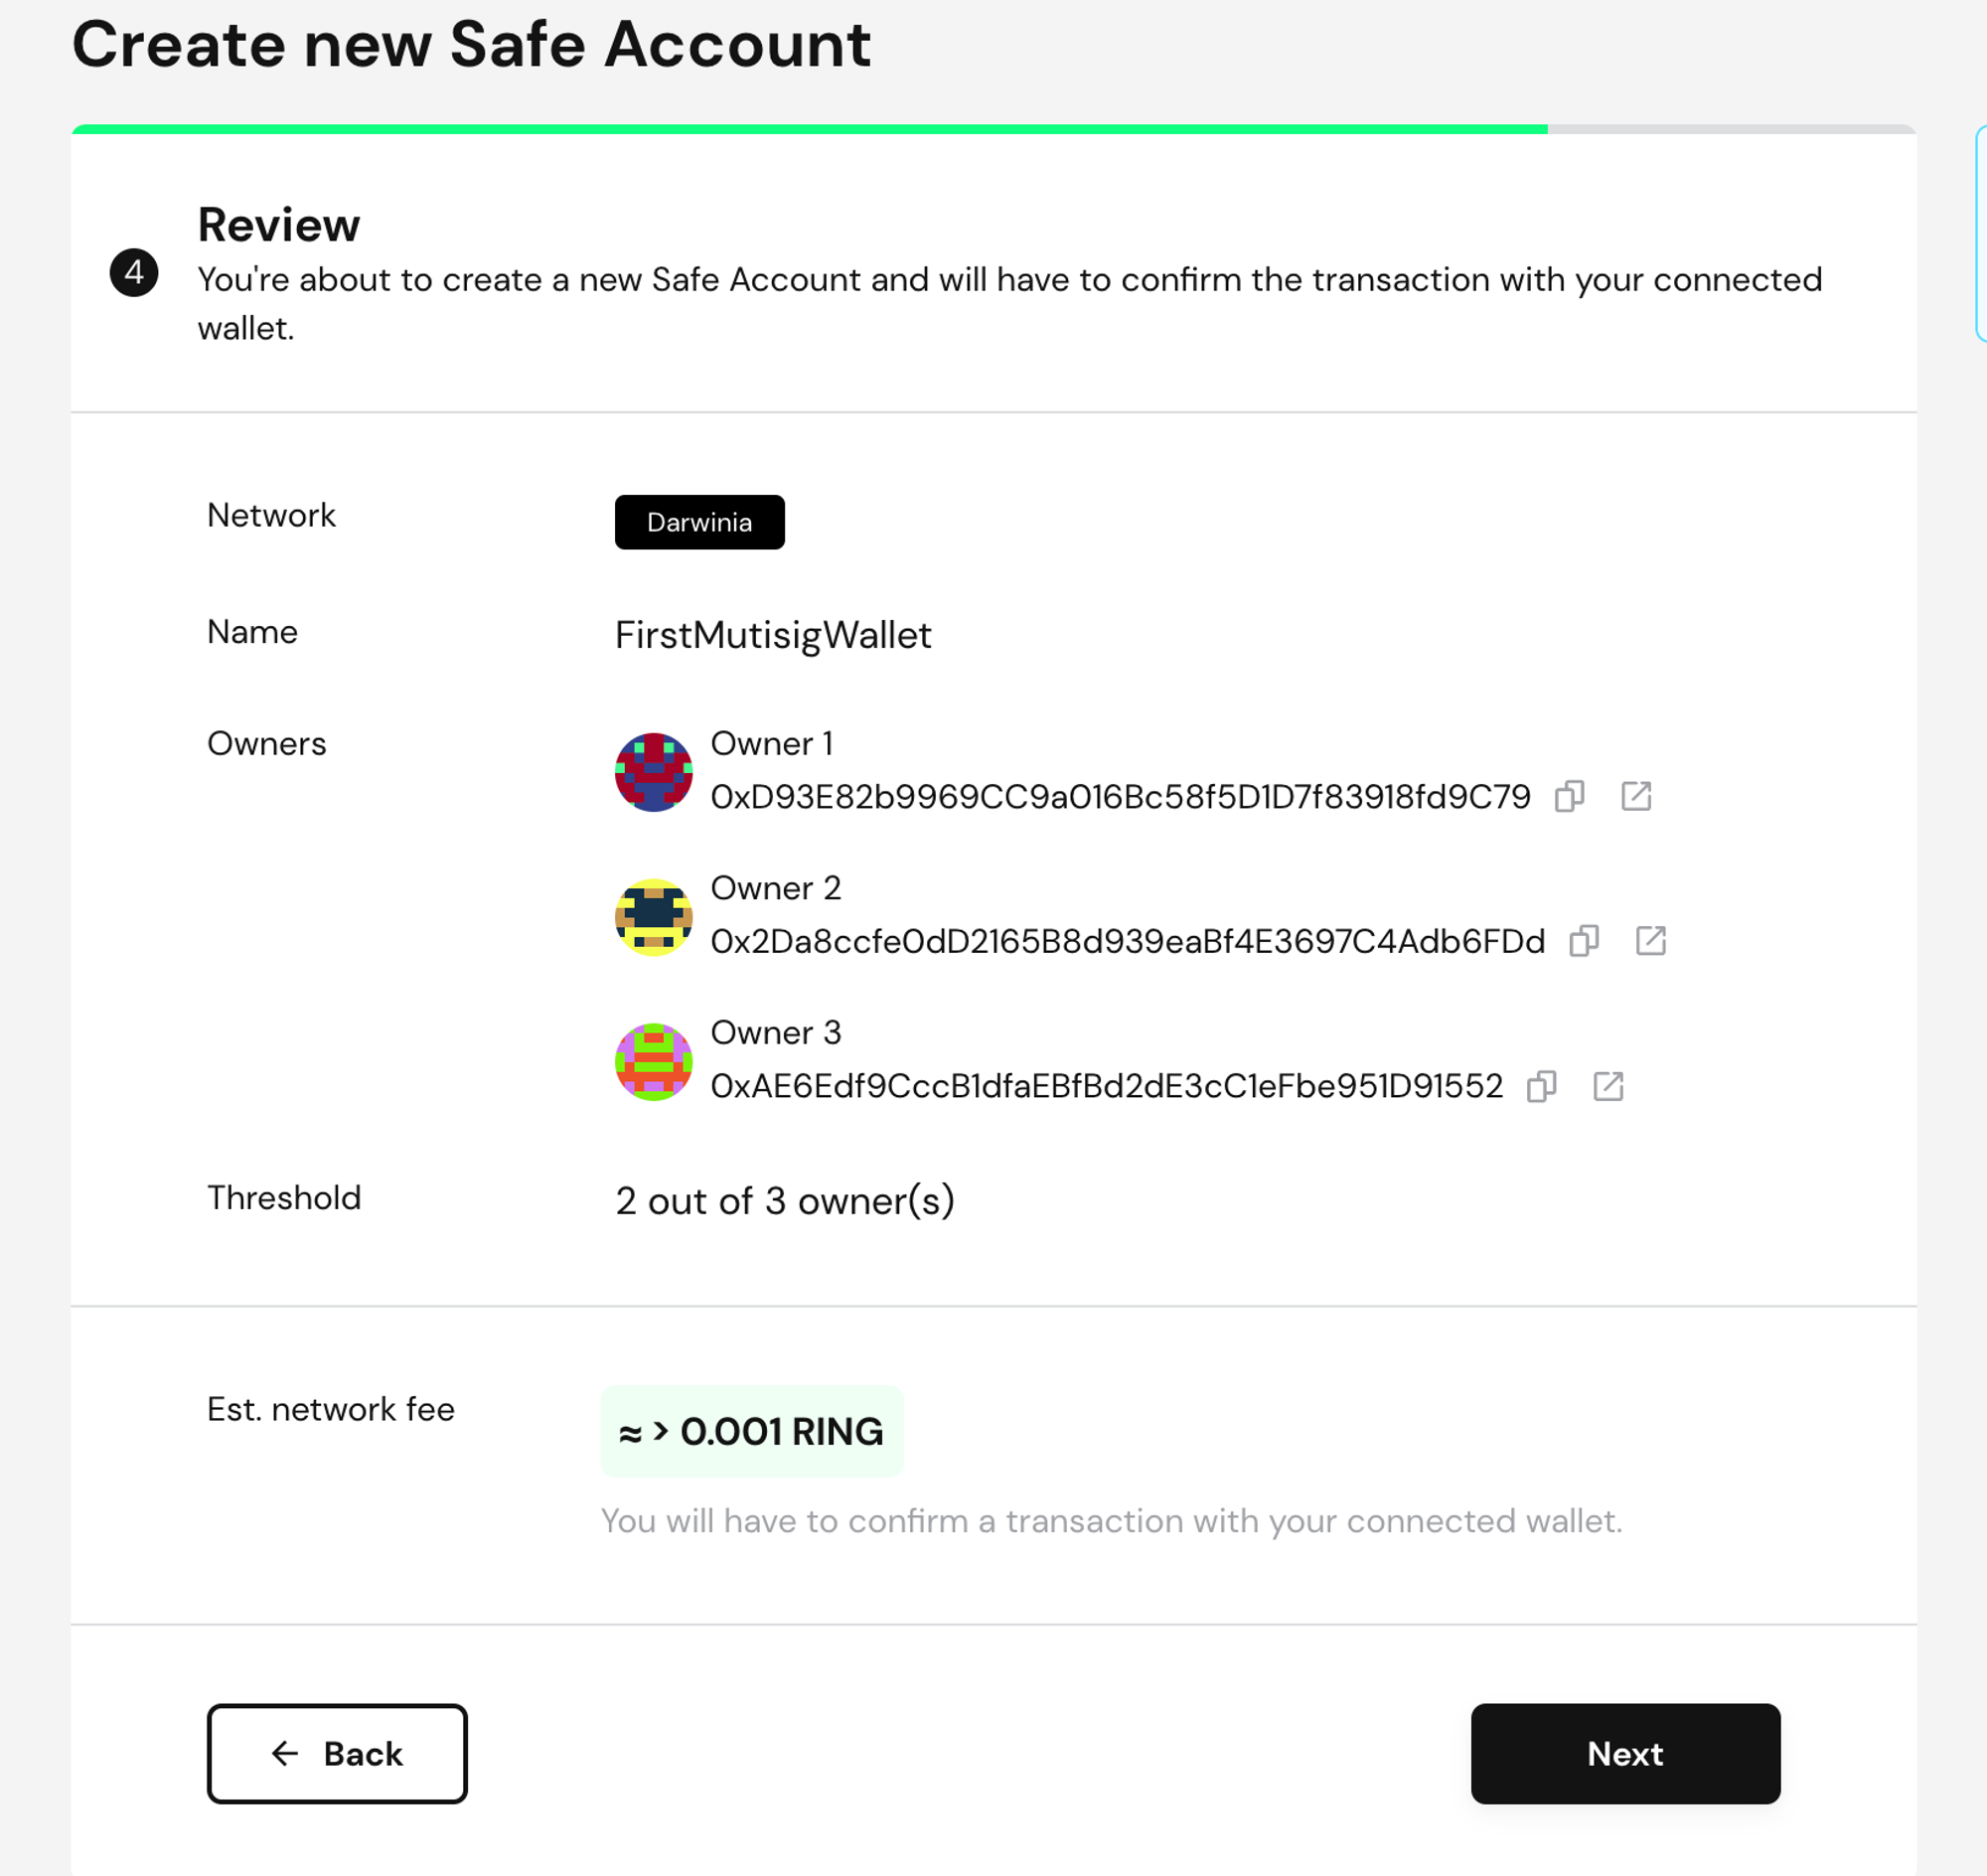 Create new Safe Account
4
Review
You're about to create a new Safe Account and will have to confirm the transaction with your connected
wallet.
Network
Darwinia
Name
FirstMutisigWallet
Owners
Owner 1
0xD93E82b9969CC9a016Bc58f5D1D7f83918fd9C79
Owner 2
0x2Da8ccfe0dD2165B8d939eaBf4E3697C4Adb6FDd
Owner 3
0xAE6Edf9CccB1dfaEBfBd2dE3cC1eFbe951D91552
Threshold
2 out of 3 owner(s)
Est. network fee
≈ > 0.001 RING
You will have to confirm a transaction with your connected wallet.
← Back
Next